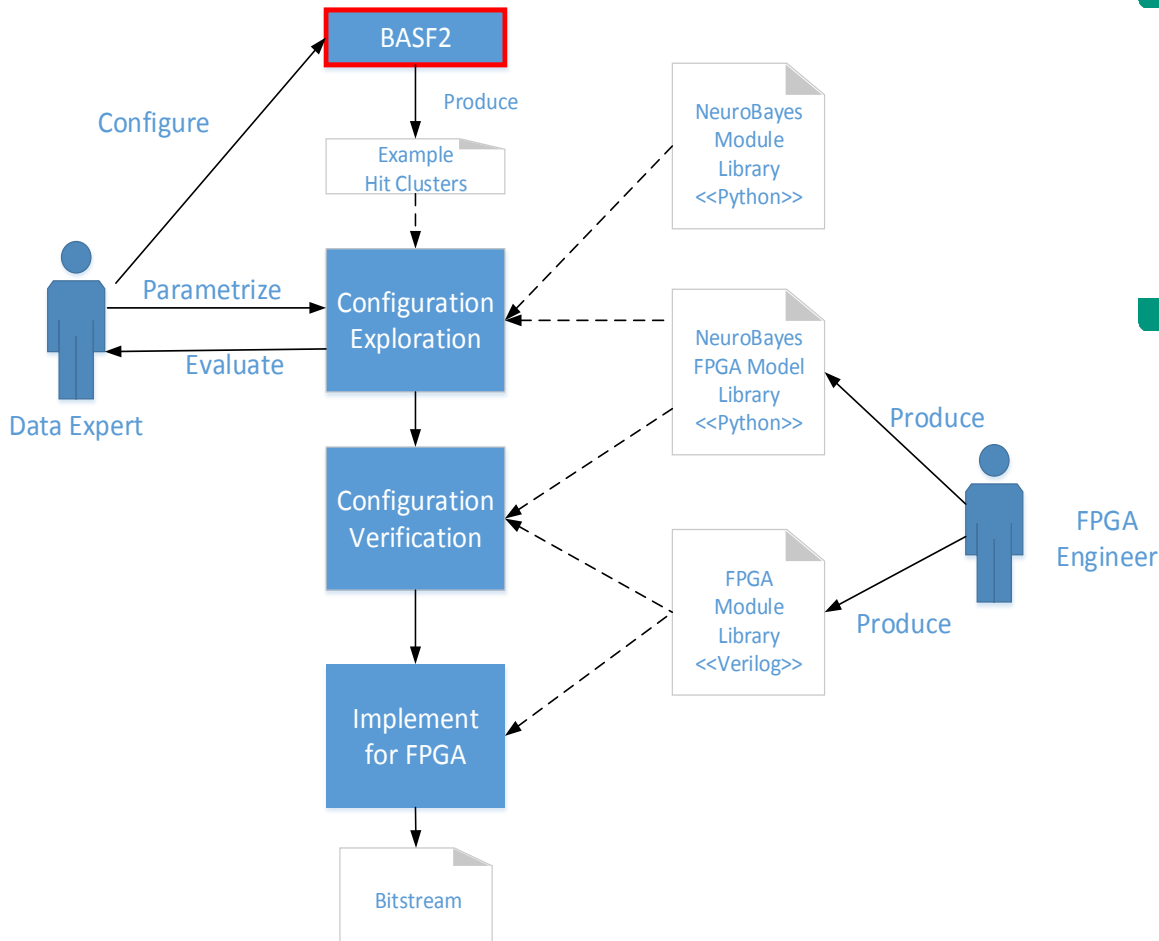 BASF2
Produce
Configure
Example
Hit Clusters
NeuroBayes
Module
Library
<<Python>>
Parametrize
Configuration
Exploration
Evaluate
Data Expert
NeuroBayes
FPGA Model
Library
<<Python>>
Produce
Configuration
Verification
FPGA
Engineer
FPGA
Module
Library
<<Verilog>>
Produce
Implement
for FPGA
Bitstream